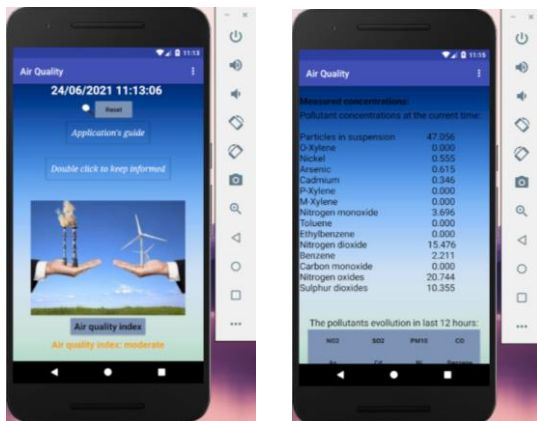 11:13
Air Quality
24/06/2021 11:13:06
Reset
Application's guide
Double click to keep informed
Air quality index
Air quality index: moderate
11:15
Air Quality
Measured concentrations:
Pollutant concentrations at the current time:
Particles in suspension 47.056
O-Xylene 0.000
Nickel 0.555
Arsenic 0.615
Cadmium 0.346
P-Xylene 0.000
M-Xylene 0.000
Nitrogen monoxide 3.696
Toluene 0.000
Ethylbenzene 0.000
Nitrogen dioxide 15.476
Benzene 2.211
Carbon monoxide 0.000
Nitrogen oxides 20.744
Sulphur dioxides 10.355
The pollutants evollution in last 12 hours:
NO2 SO2 PM10 CO